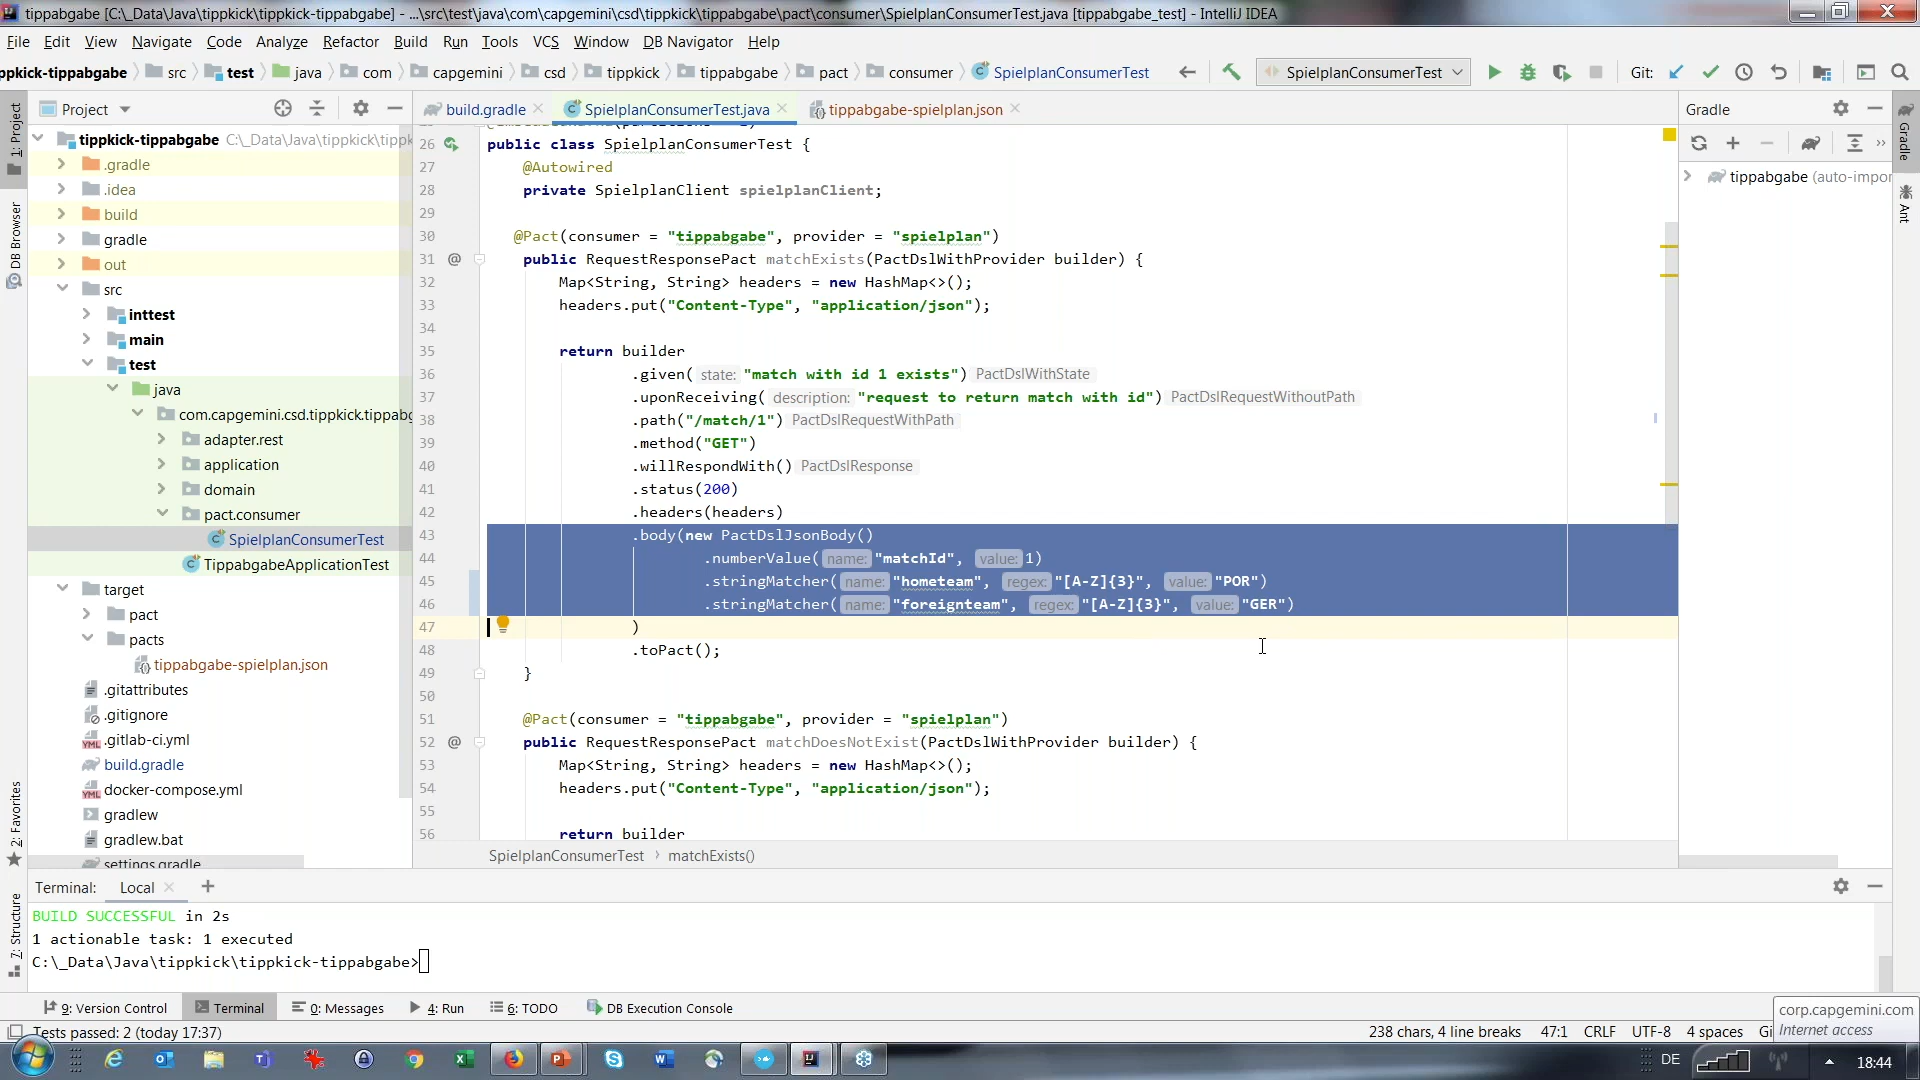 tippabgabe [C:\_Data\Java\tippkick\tippkick-tippabgabe] - ...\src\test\java\com\capgemini\csd\tippkick\tippabgabe\pact\consumer\SpielplanConsumerTest.java [tippabgabe_test] - IntelliJ IDEA
File Edit View Navigate Code Analyze Refactor Build Run Tools VCS Window DB Navigator Help
ppkick-tippabgabe src test java com capgemini csd tippkick tippabgabe pact consumer SpielplanConsumerTest SpielplanConsumerTest Git:
1: Project
DB Browser
2: Favorites
7: Structure
Project
tippkick-tippabgabe C:\_Data\Java\tippkick\tippk
.gradle
.idea
build
gradle
out
src
inttest
main
test
java
com.capgemini.csd.tippkick.tippabg
adapter.rest
application
domain
pact.consumer
SpielplanConsumerTest
TippabgabeApplicationTest
target
pact
pacts
tippabgabe-spielplan.json
.gitattributes
.gitignore
.gitlab-ci.yml
build.gradle
docker-compose.yml
gradlew
gradlew.bat
settings.gradle
build.gradle SpielplanConsumerTest.java tippabgabe-spielplan.json
26 public class SpielplanConsumerTest {
27 @Autowired
28 private SpielplanClient spielplanClient;
29
30 @Pact(consumer = "tippabgabe", provider = "spielplan")
31 @ public RequestResponsePact matchExists(PactDslWithProvider builder) {
32 Map<String, String> headers = new HashMap<>();
33 headers.put("Content-Type", "application/json");
34
35 return builder
36 .given( state: "match with id 1 exists") PactDslWithState
37 .uponReceiving( description: "request to return match with id") PactDslRequestWithoutPath
38 .path("/match/1") PactDslRequestWithPath
39 .method("GET")
40 .willRespondWith() PactDslResponse
41 .status(200)
42 .headers(headers)
43 .body(new PactDslJsonBody()
44 .numberValue( name: "matchId", value: 1)
45 .stringMatcher( name: "hometeam", regex: "[A-Z]{3}", value: "POR")
46 .stringMatcher( name: "foreignteam", regex: "[A-Z]{3}", value: "GER")
47 )
48 .toPact();
49 }
50
51 @Pact(consumer = "tippabgabe", provider = "spielplan")
52 @ public RequestResponsePact matchDoesNotExist(PactDslWithProvider builder) {
53 Map<String, String> headers = new HashMap<>();
54 headers.put("Content-Type", "application/json");
55
56 return builder
SpielplanConsumerTest › matchExists()
Gradle
tippabgabe (auto-impor
Gradle
Ant
Terminal: Local
BUILD SUCCESSFUL in 2s
1 actionable task: 1 executed
C:\_Data\Java\tippkick\tippkick-tippabgabe>
9: Version Control Terminal 0: Messages 4: Run 6: TODO DB Execution Console
corp.capgemini.com
Internet access
Tests passed: 2 (today 17:37) 238 chars, 4 line breaks 47:1 CRLF UTF-8 4 spaces Gi
DE 18:44